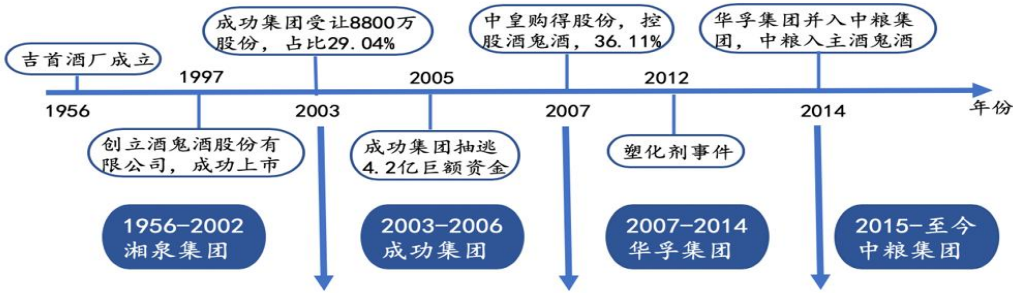 成功集团受让8800万
股份，占比29.04%
中皇购得股份，控
股酒鬼酒，36.11%
华孚集团并入中粮集
团，中粮入主酒鬼酒
吉首酒厂成立
1997
2005
2012
1956
2003
2007
2014
年份
创立酒鬼酒股份有
限公司，成功上市
成功集团抽逃
4.2亿巨额资金
塑化剂事件
1956-2002
湘泉集团
2003-2006
成功集团
2007-2014
华孚集团
2015-至今
中粮集团